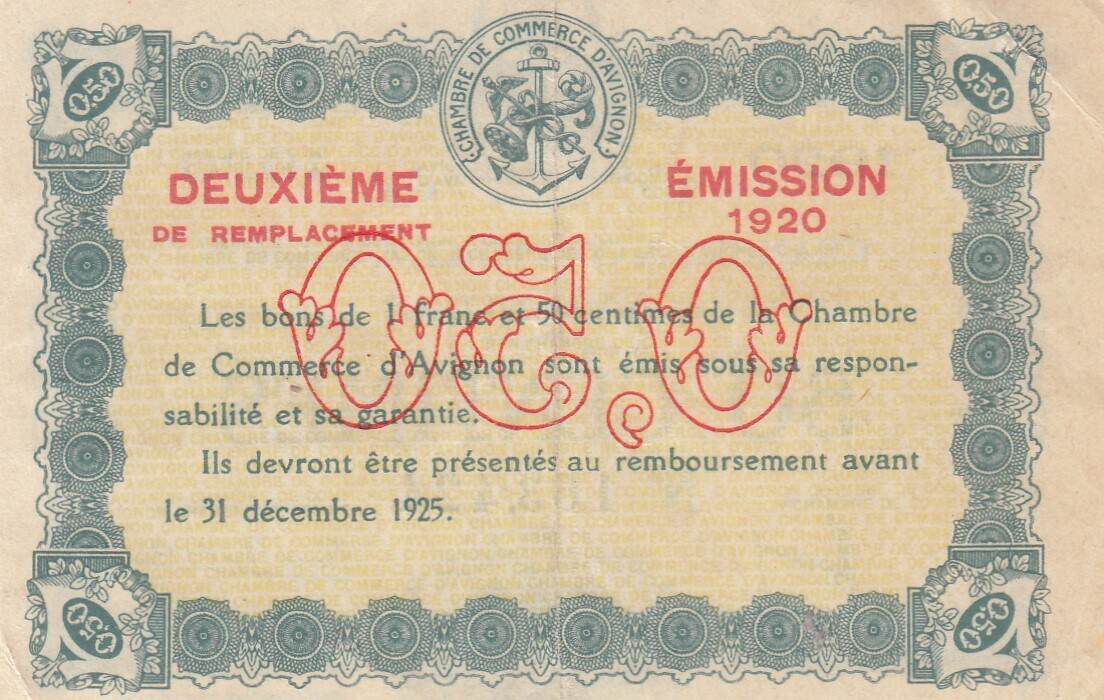 CHAMBRE DE COMMERCE D'AVIGNON
0,50
0,50
DEUXIÈME ÉMISSION
DE REMPLACEMENT 1920
0,50
Les bons de 1 franc et 50 centimes de la Chambre
de Commerce d'Avignon sont émis sous sa respon-
sabilité et sa garantie.
Ils devront être présentés au remboursement avant
le 31 décembre 1925.
0,50
0,50